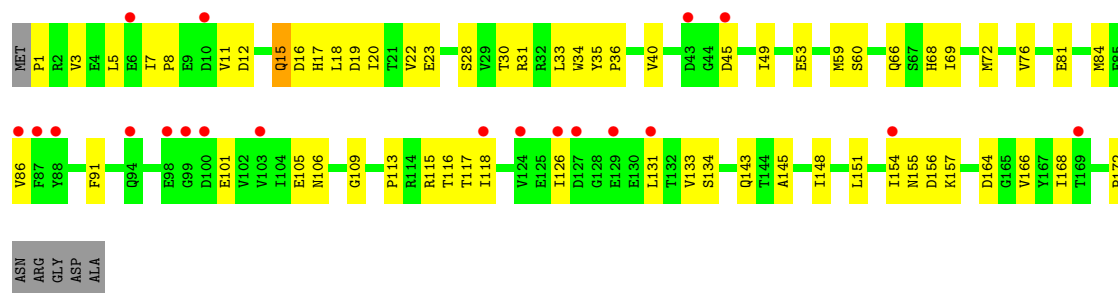 MET P1 R2 V3 E4 L5 E6 I7 P8 E9 D10 V11 D12 Q15 D16 H17 L18 D19 I20 T21 V22 E23 S28 V29 T30 R31 R32 L33 W34 Y35 P36 V40 D43 G44 D45 I49 E53 M59 S60 Q66 S67 H68 I69 M72 V76 E81 M84
V86 F87 Y88 F91 Q94 E98 G99 D100 E101 V102 V103 I104 E105 N106 G109 P113 R114 R115 T116 T117 I118 V124 E125 I126 D127 G128 E129 E130 L131 T132 V133 S134 Q143 T144 A145 I148 L151 I154 N155 D156 K157 D164 G165 V166 Y167 I168 T169
ASN ARG GLY ASP ALA